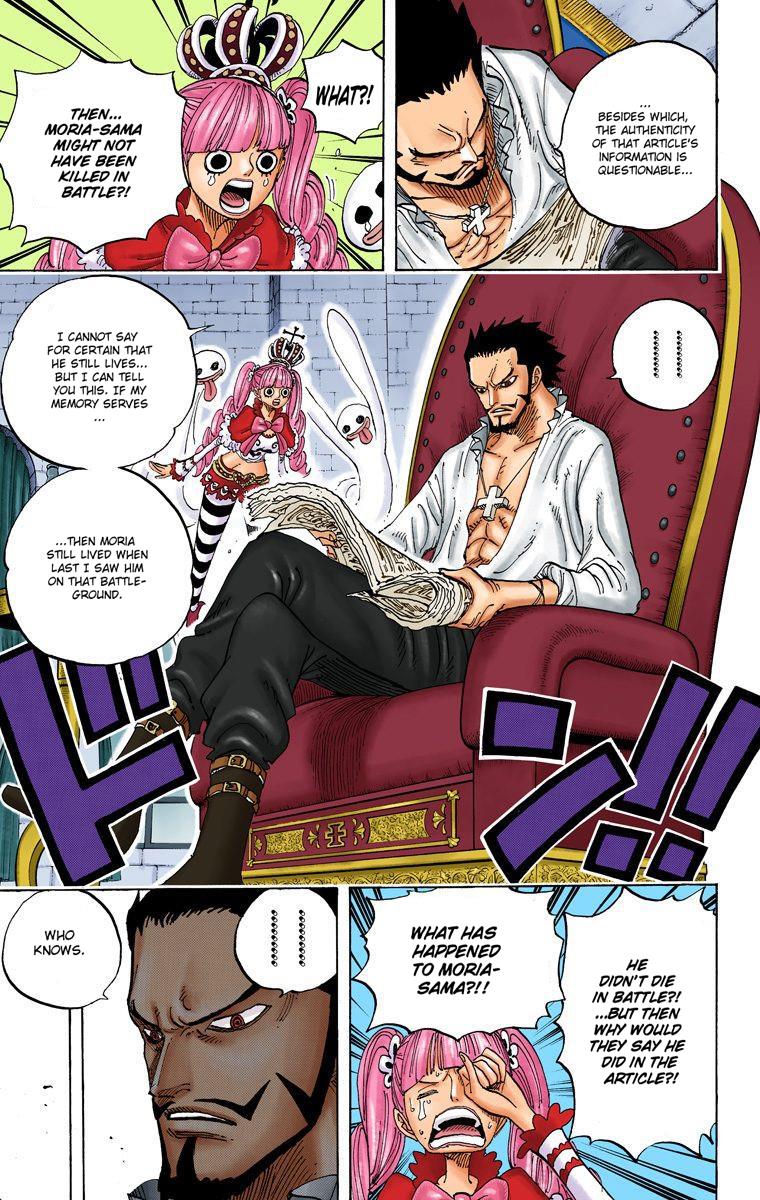 ...
BESIDES WHICH,
THE AUTHENTICITY
OF THAT ARTICLE'S
INFORMATION IS
QUESTIONABLE...
WHAT?!
THEN...
MORIA-SAMA
MIGHT NOT
HAVE BEEN
KILLED IN
BATTLE?!
I CANNOT SAY
FOR CERTAIN THAT
HE STILL LIVES...
BUT I CAN TELL
YOU THIS. IF MY
MEMORY SERVES
...
...THEN MORIA
STILL LIVED WHEN
LAST I SAW HIM
ON THAT BATTLE-
GROUND.
ドン!!
HE
DIDN'T DIE
IN BATTLE?!
...BUT THEN
WHY WOULD
THEY SAY HE
DID IN THE
ARTICLE?!
WHAT HAS
HAPPENED
TO MORIA-
SAMA?!!
WHO
KNOWS.